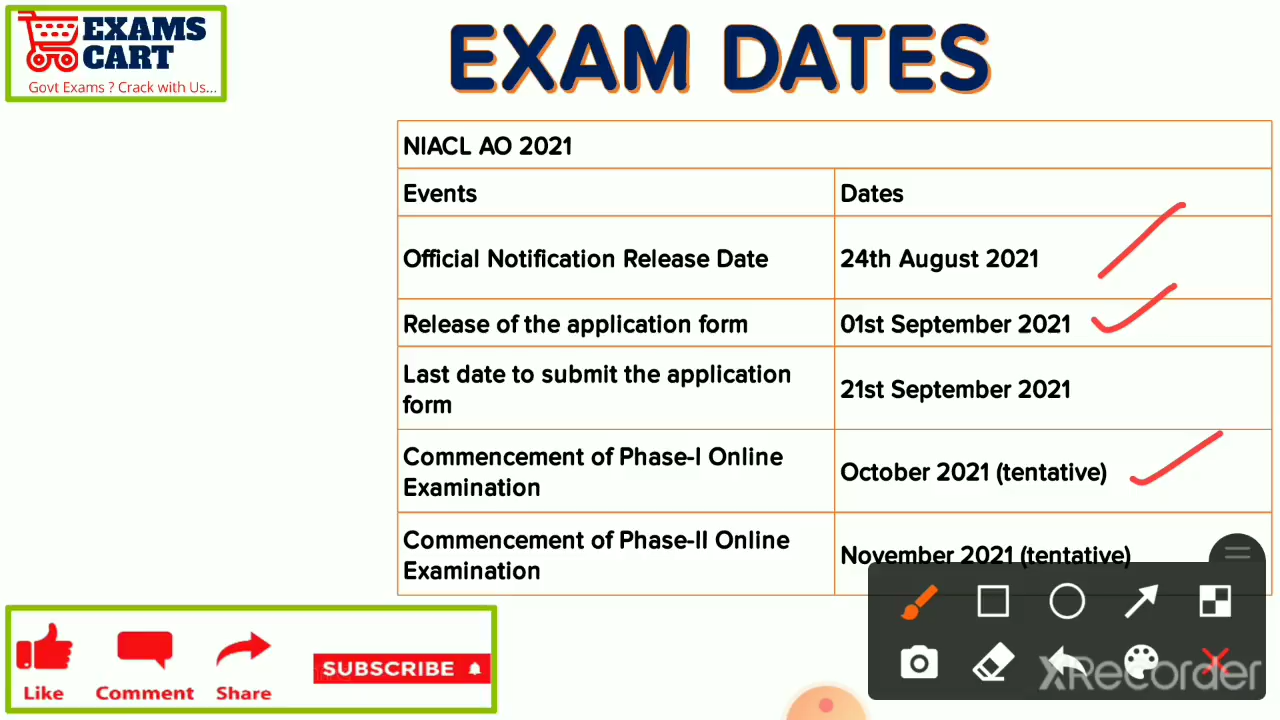 EXAMS
CART
Govt Exams ? Crack with Us...
EXAM DATES
NIACL AO 2021
Events
Dates
Official Notification Release Date
24th August 2021
Release of the application form
01st September 2021
Last date to submit the application
form
21st September 2021
Commencement of Phase-I Online
Examination
October 2021 (tentative)
Commencement of Phase-II Online
Examination
November 2021 (tentative)
Like
Comment
Share
SUBSCRIBE
XRecorder